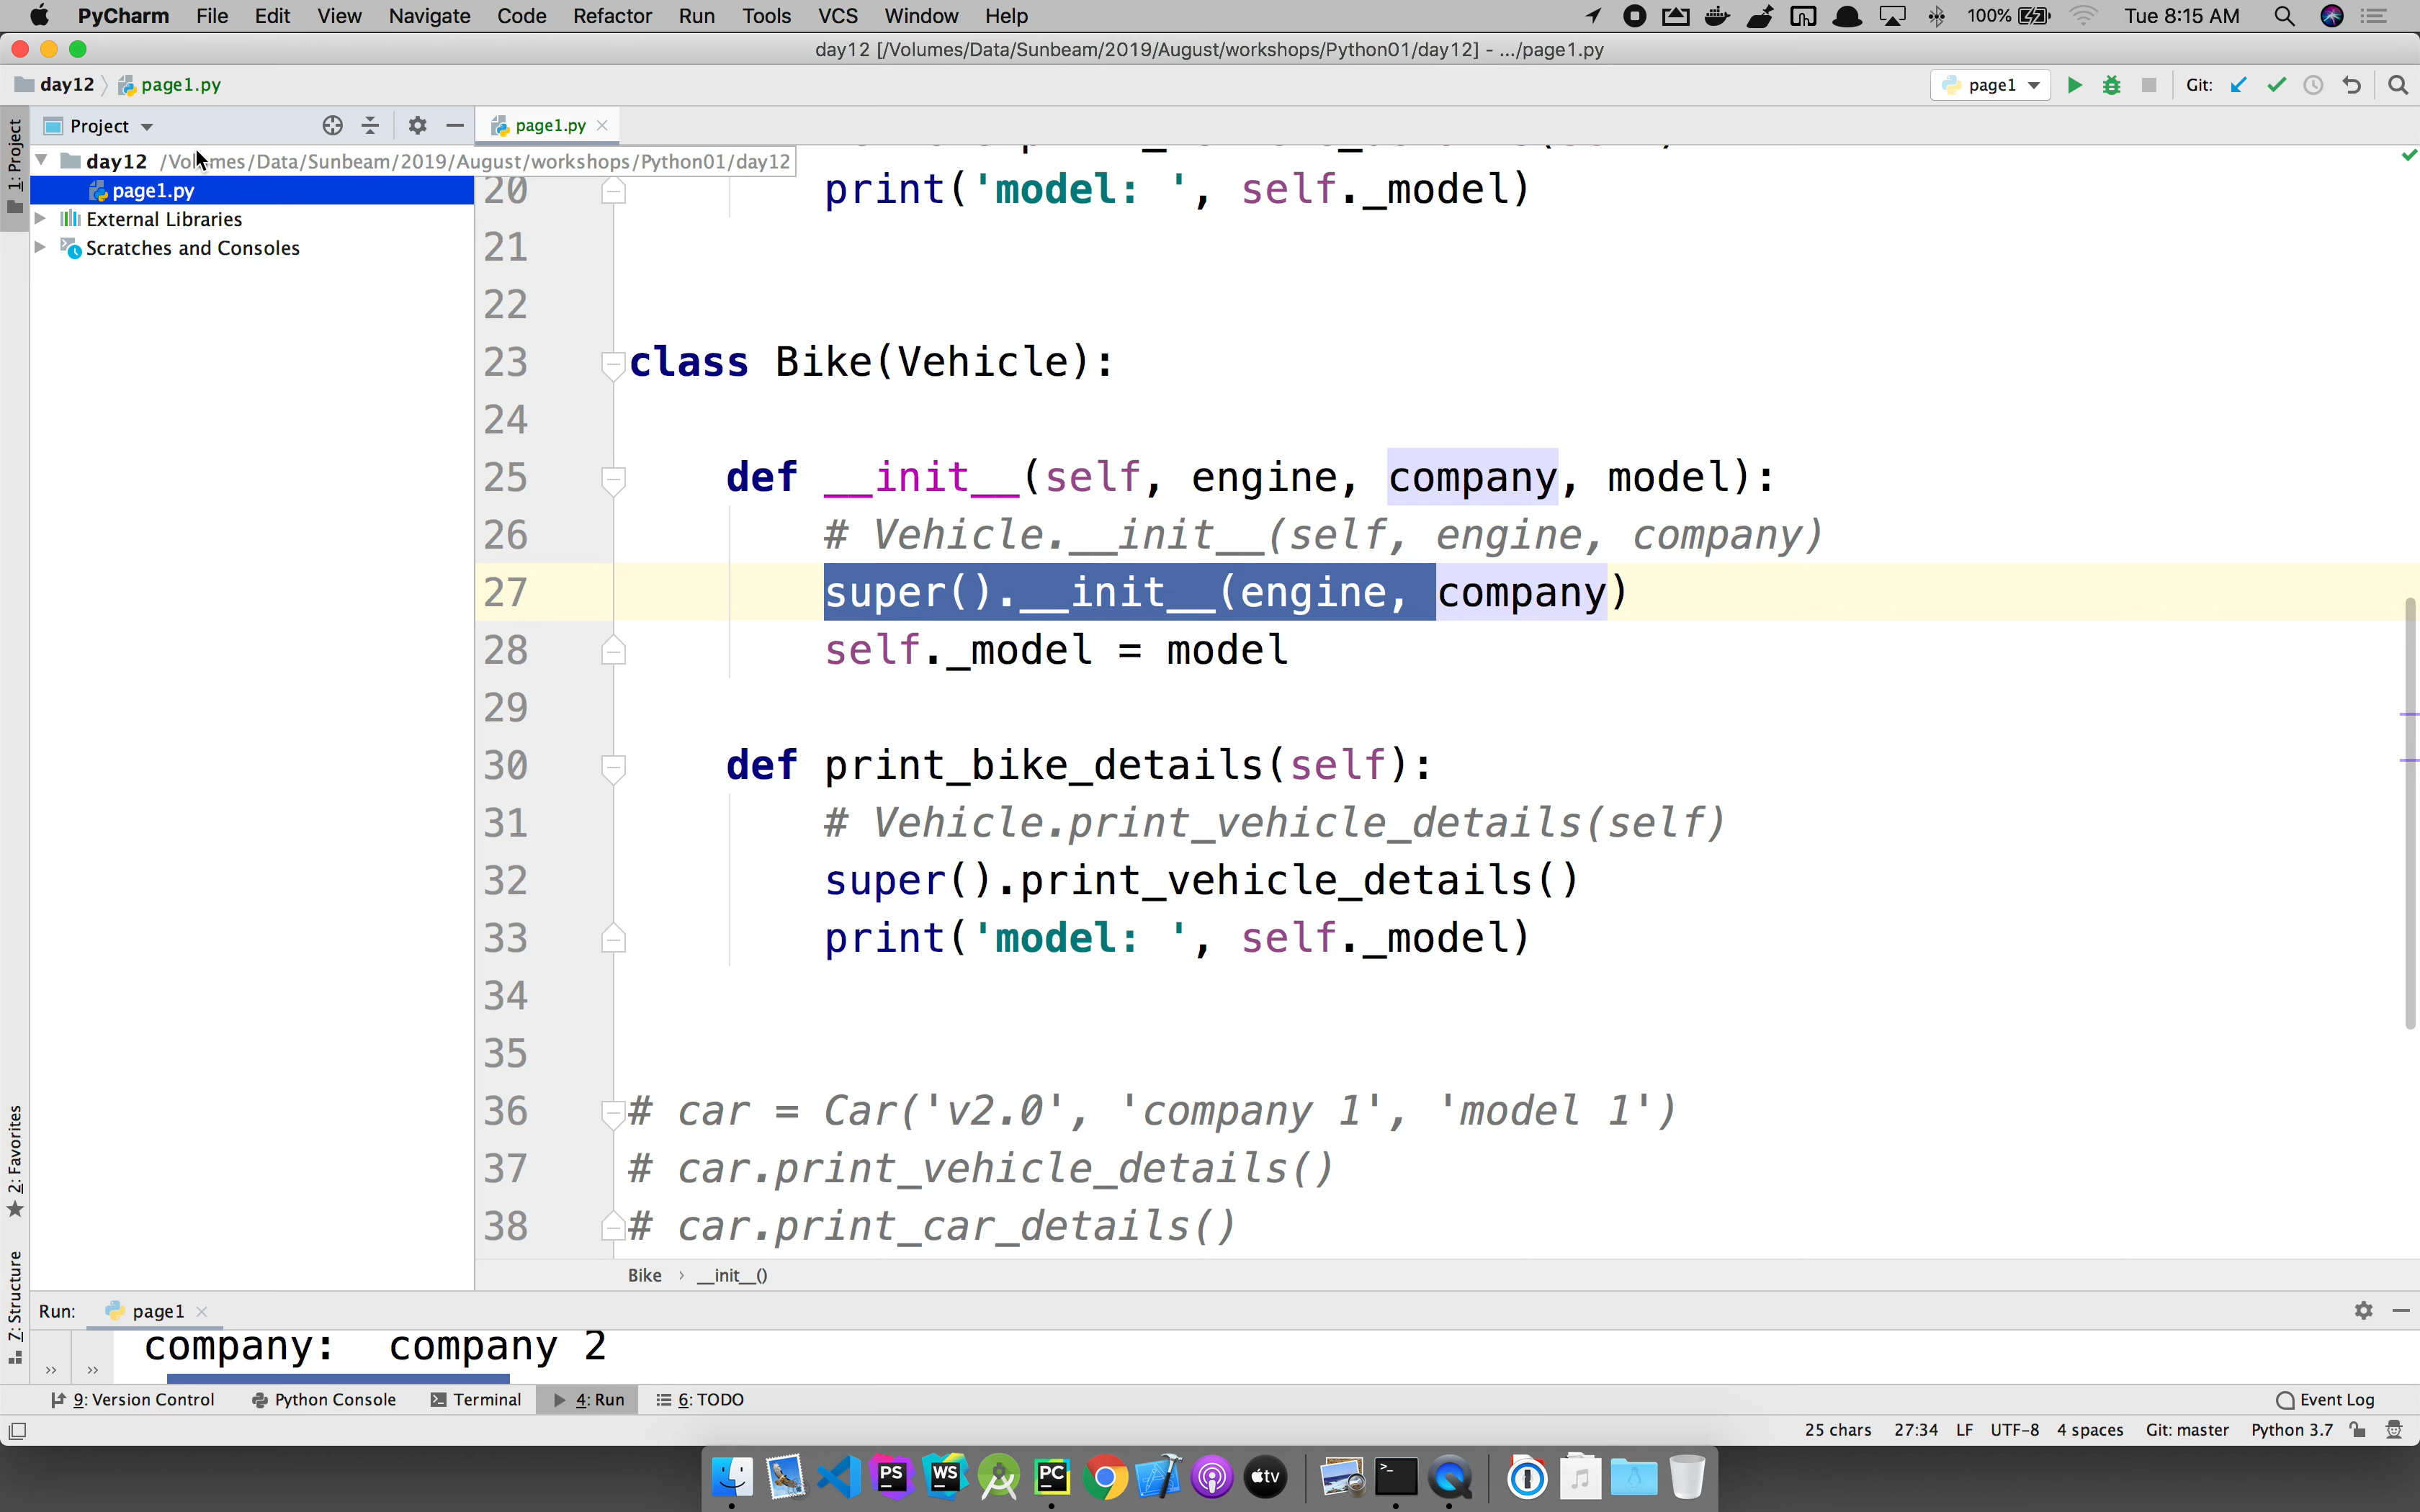 PyCharm File Edit View Navigate Code Refactor Run Tools VCS Window Help 100% Tue 8:15 AM
day12 [/Volumes/Data/Sunbeam/2019/August/workshops/Python01/day12] - .../page1.py
day12 page1.py page1 Git:
Project page1.py
1: Project
day12 /Volumes/Data/Sunbeam/2019/August/workshops/Python01/day12
page1.py
External Libraries
Scratches and Consoles
20 print('model: ', self._model)
21
22
23 class Bike(Vehicle):
24
25 def __init__(self, engine, company, model):
26 # Vehicle.__init__(self, engine, company)
27 super().__init__(engine, company)
28 self._model = model
29
30 def print_bike_details(self):
31 # Vehicle.print_vehicle_details(self)
32 super().print_vehicle_details()
33 print('model: ', self._model)
34
35
36 # car = Car('v2.0', 'company 1', 'model 1')
37 # car.print_vehicle_details()
38 # car.print_car_details()
2: Favorites
7: Structure
Bike › __init__()
Run: page1
company: company 2
9: Version Control Python Console Terminal 4: Run 6: TODO Event Log
25 chars 27:34 LF UTF-8 4 spaces Git: master Python 3.7
PS WS PC tv